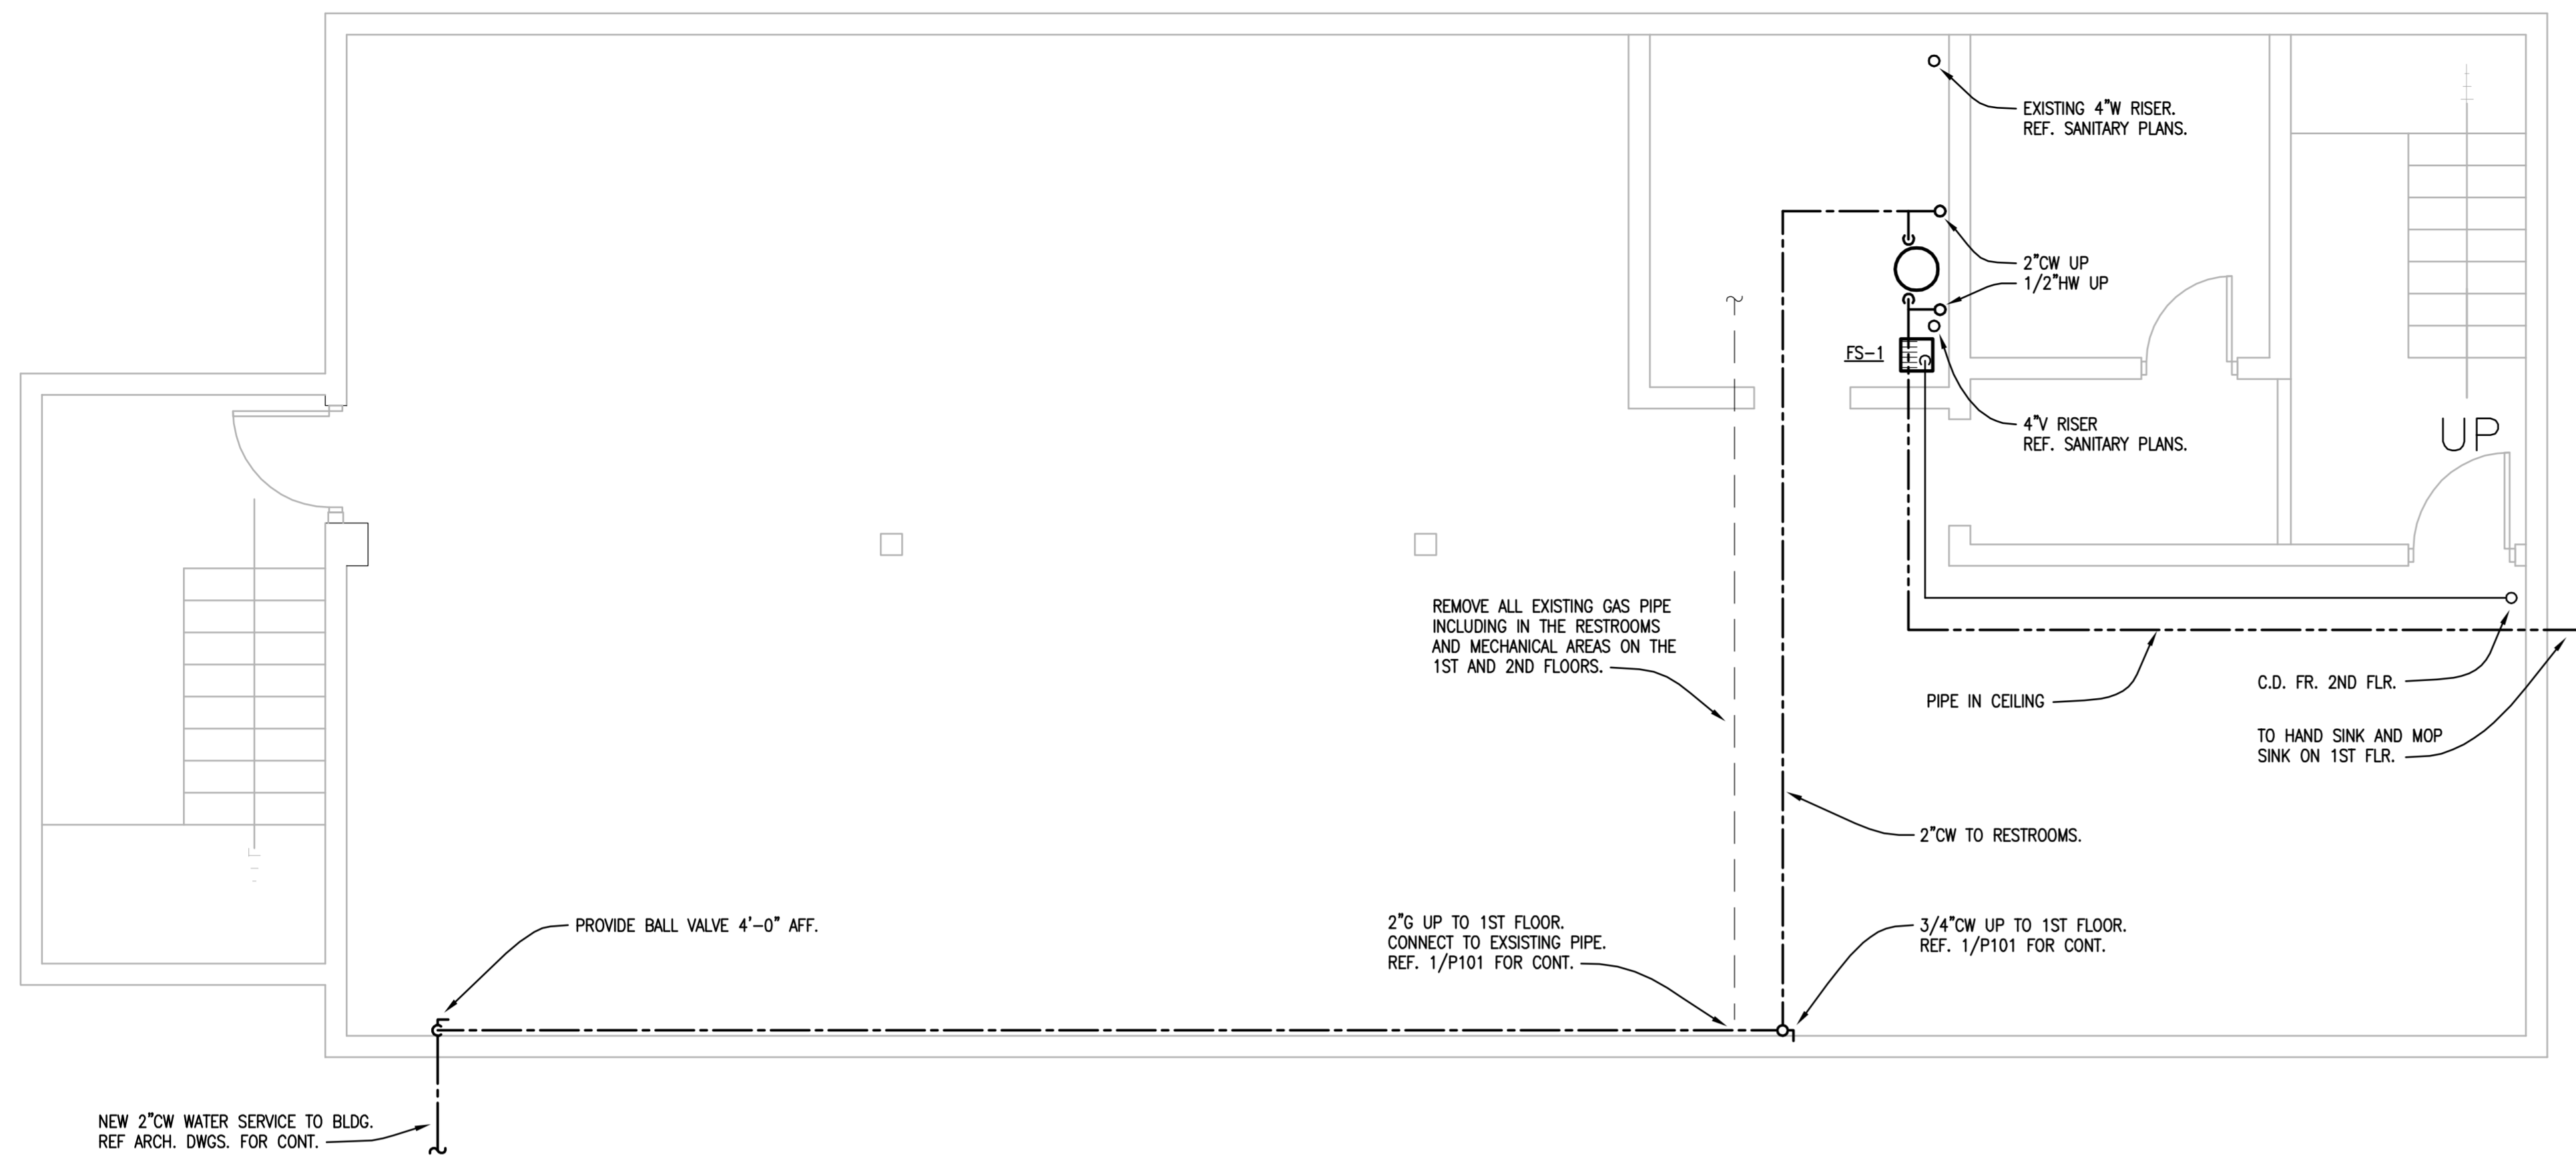 EXISTING 4"W RISER.
REF. SANITARY PLANS.
2"CW UP
1/2"HW UP
FS-1
4"V RISER
REF. SANITARY PLANS.
UP
REMOVE ALL EXISTING GAS PIPE
INCLUDING IN THE RESTROOMS
AND MECHANICAL AREAS ON THE
1ST AND 2ND FLOORS.
PIPE IN CEILING
C.D. FR. 2ND FLR.
TO HAND SINK AND MOP
SINK ON 1ST FLR.
2"CW TO RESTROOMS.
PROVIDE BALL VALVE 4'-0" AFF.
2"G UP TO 1ST FLOOR.
CONNECT TO EXSISTING PIPE.
REF. 1/P101 FOR CONT.
3/4"CW UP TO 1ST FLOOR.
REF. 1/P101 FOR CONT.
NEW 2"CW WATER SERVICE TO BLDG.
REF ARCH. DWGS. FOR CONT.